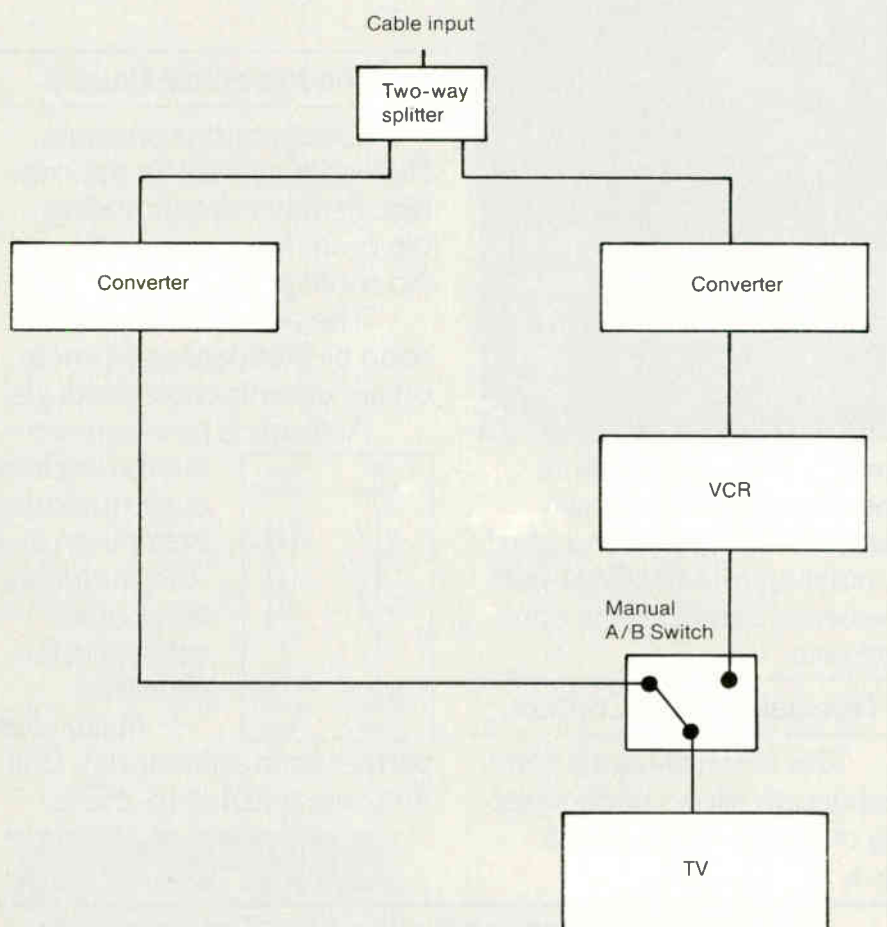 Cable input
Two-way
splitter
Converter
Converter
VCR
Manual
A/B Switch
TV